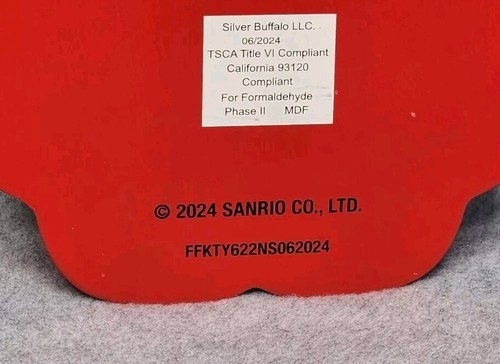 Silver Buffalo LLC.
06/2024
TSCA Title VI Compliant
California 93120
Compliant
For Formaldehyde
Phase II MDF
© 2024 SANRIO CO., LTD.
FFKTY622NS062024